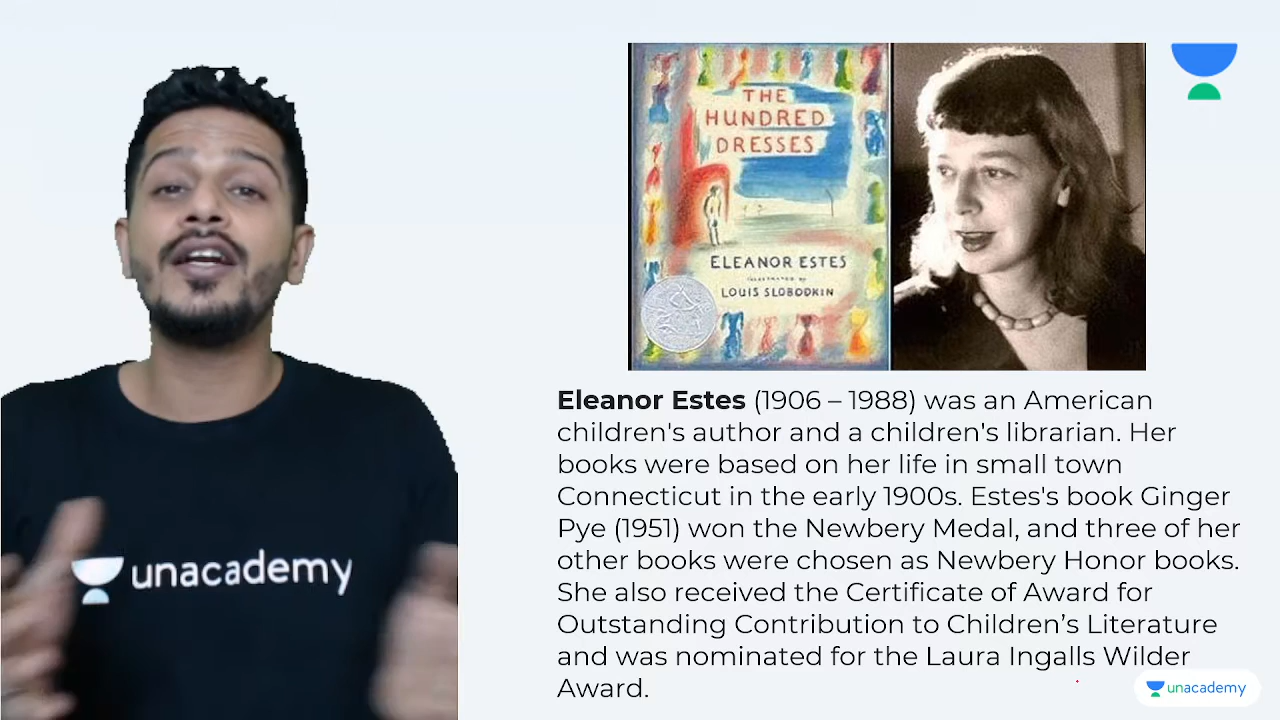 THE
HUNDRED
DRESSES
ELEANOR ESTES
ILLUSTRATED by
LOUIS SLOBODKIN
Eleanor Estes (1906 – 1988) was an American
children's author and a children's librarian. Her
books were based on her life in small town
Connecticut in the early 1900s. Estes's book Ginger
Pye (1951) won the Newbery Medal, and three of her
other books were chosen as Newbery Honor books.
She also received the Certificate of Award for
Outstanding Contribution to Children’s Literature
and was nominated for the Laura Ingalls Wilder
Award.
unacademy
unacademy